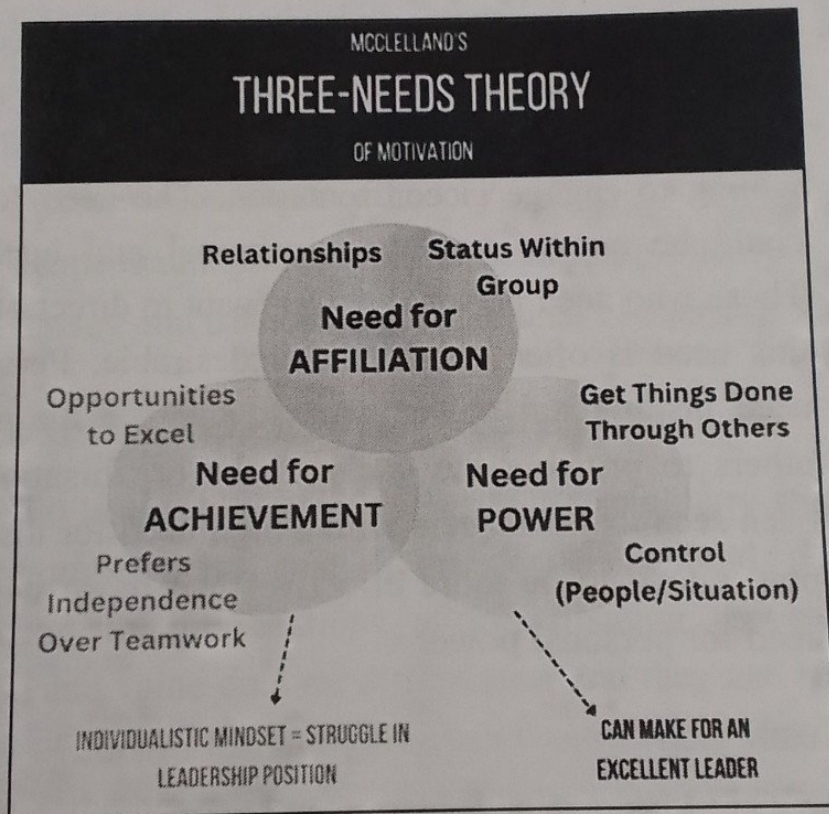 MCCLELLAND'S
THREE-NEEDS THEORY
OF MOTIVATION
Relationships
Status Within
Group
Need for
AFFILIATION
Opportunities
to Excel
Get Things Done
Through Others
Need for
ACHIEVEMENT
Need for
POWER
Prefers
Independence
Over Teamwork
Control
(People/Situation)
INDIVIDUALISTIC MINDSET = STRUGGLE IN
LEADERSHIP POSITION
CAN MAKE FOR AN
EXCELLENT LEADER